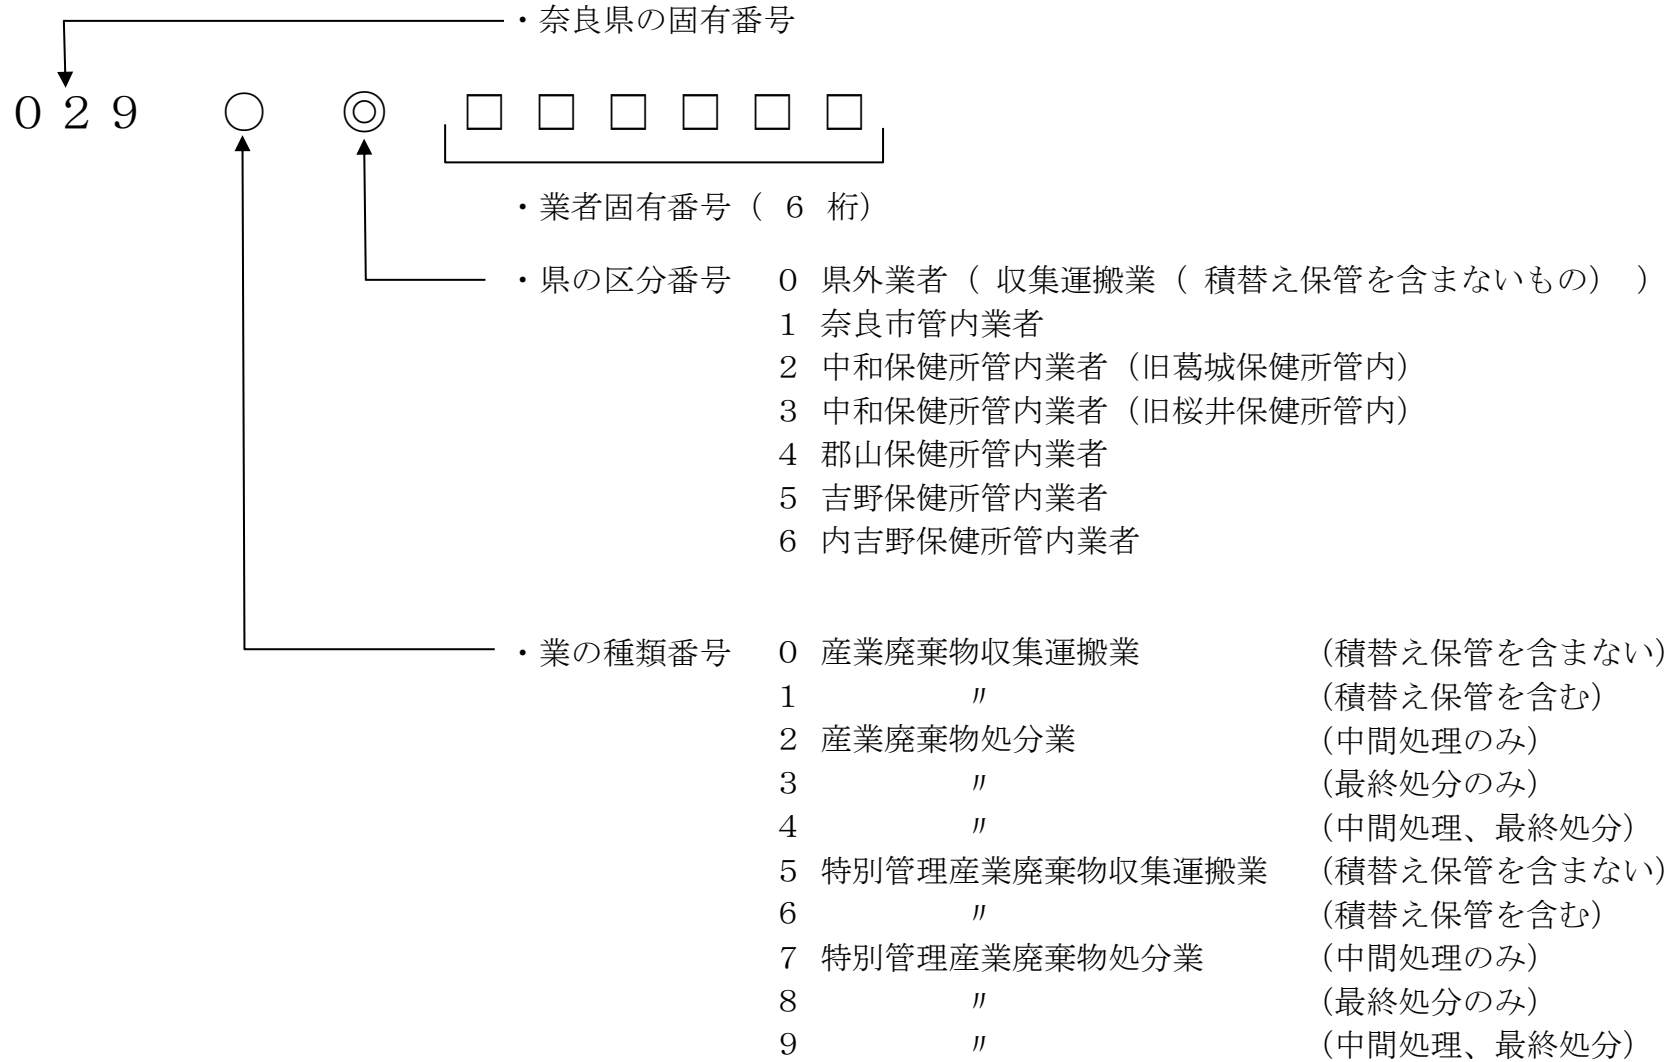 ・奈良県の固有番号
０２９ ○ ◎ □ □ □ □ □ □
・業者固有番号（ ６ 桁）
・県の区分番号 ０ 県外業者（ 収集運搬業（ 積替え保管を含まないもの） ）
１ 奈良市管内業者
２ 中和保健所管内業者（旧葛城保健所管内）
３ 中和保健所管内業者（旧桜井保健所管内）
４ 郡山保健所管内業者
５ 吉野保健所管内業者
６ 内吉野保健所管内業者
・業の種類番号 ０ 産業廃棄物収集運搬業 （積替え保管を含まない）
１ 〃 （積替え保管を含む）
２ 産業廃棄物処分業 （中間処理のみ）
３ 〃 （最終処分のみ）
４ 〃 （中間処理、最終処分）
５ 特別管理産業廃棄物収集運搬業 （積替え保管を含まない）
６ 〃 （積替え保管を含む）
７ 特別管理産業廃棄物処分業 （中間処理のみ）
８ 〃 （最終処分のみ）
９ 〃 （中間処理、最終処分）